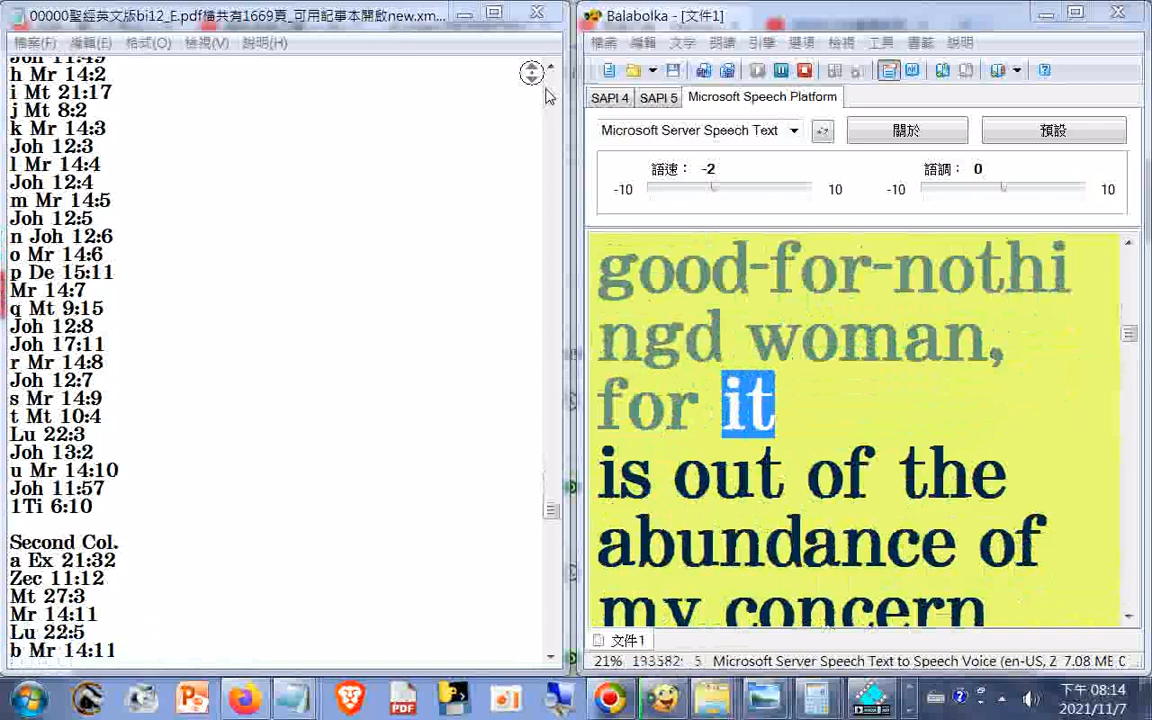 00000聖經英文版bi12_E.pdf檔共有1669頁_可用記事本開啟new.xm...
檔案(F) 編輯(E) 格式(O) 檢視(V) 說明(H)
Joh 11:49
h Mr 14:2
i Mt 21:17
j Mt 8:2
k Mr 14:3
Joh 12:3
l Mr 14:4
Joh 12:4
m Mr 14:5
Joh 12:5
n Joh 12:6
o Mr 14:6
p De 15:11
Mr 14:7
q Mt 9:15
Joh 12:8
Joh 17:11
r Mr 14:8
Joh 12:7
s Mr 14:9
t Mt 10:4
Lu 22:3
Joh 13:2
u Mr 14:10
Joh 11:57
1Ti 6:10
Second Col.
a Ex 21:32
Zec 11:12
Mt 27:3
Mr 14:11
Lu 22:5
b Mr 14:11
Balabolka - [文件1]
檔案 編輯 文字 朗讀 引擎 選項 檢視 工具 書籤 說明
SAPI 4 SAPI 5 Microsoft Speech Platform
Microsoft Server Speech Text 關於 預設
語速： -2 語調： 0
-10 10 -10 10
good-for-nothi
ngd woman,
for it
is out of the
abundance of
my concern
文件1
21% Microsoft Server Speech Text to Speech Voice (en-US, Z 7.08 ME
PDF
下午 08:14
2021/11/7